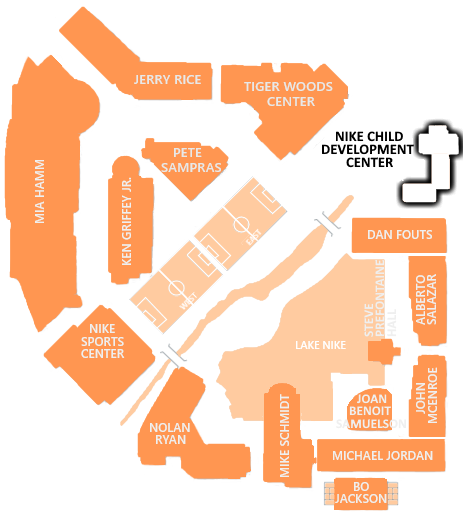 JERRY RICE
TIGER WOODS
CENTER
NIKE CHILD
DEVELOPMENT
CENTER
PETE
SAMPRAS
MIA HAMM
KEN GRIFFEY JR.
EAST
WEST
DAN FOUTS
ALBERTO
SALAZAR
STEVE
PREFONTAINE
HALL
NIKE
SPORTS
CENTER
LAKE NIKE
JOHN
MCENROE
JOAN
BENOIT
SAMUELSON
NOLAN
RYAN
MIKE SCHMIDT
MICHAEL JORDAN
BO
JACKSON